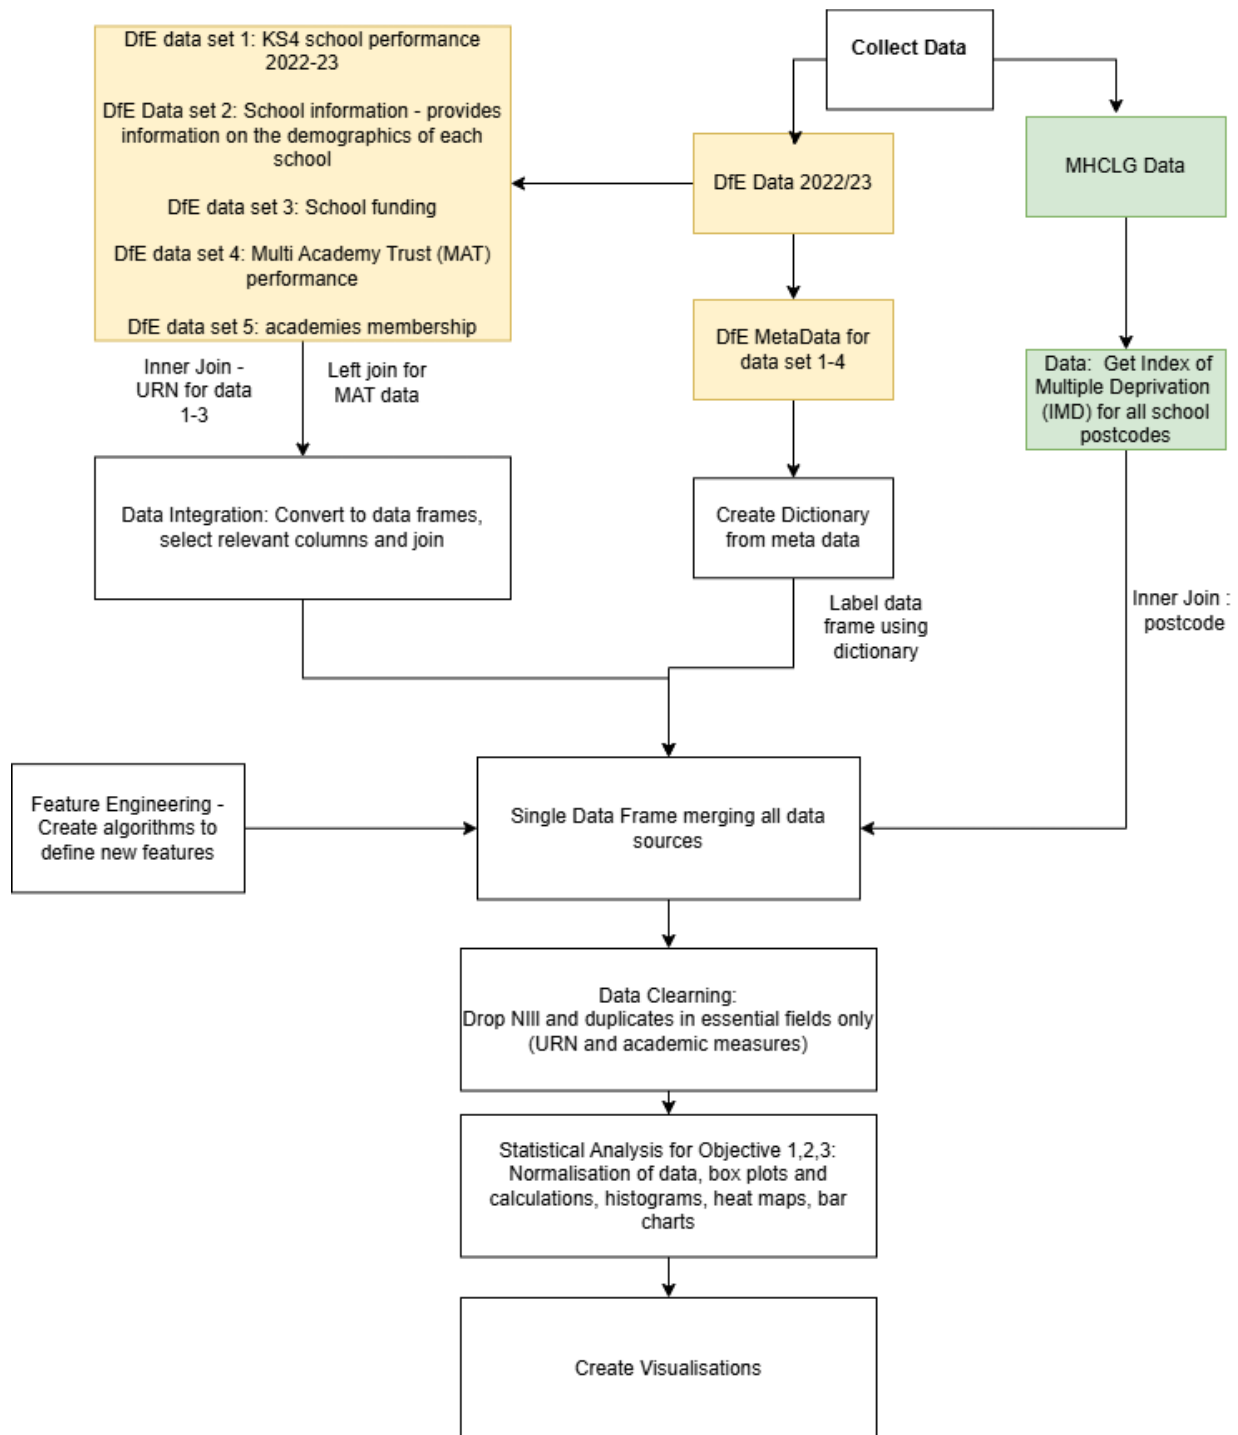 Collect Data
DfE data set 1: KS4 school performance
2022-23
DfE Data set 2: School information - provides
information on the demographics of each
school
DfE data set 3: School funding
DfE data set 4: Multi Academy Trust (MAT)
performance
DfE data set 5: academies membership
DfE Data 2022/23
MHCLG Data
DfE MetaData for
data set 1-4
Data:  Get Index of
Multiple Deprivation
(IMD) for all school
postcodes
Inner Join -
URN for data
1-3
Left join for
MAT data
Data Integration: Convert to data frames,
select relevant columns and join
Create Dictionary
from meta data
Label data
frame using
dictionary
Inner Join :
postcode
Feature Engineering -
Create algorithms to
define new features
Single Data Frame merging all data
sources
Data Clearning:
Drop NIII and duplicates in essential fields only
(URN and academic measures)
Statistical Analysis for Objective 1,2,3:
Normalisation of data, box plots and
calculations, histograms, heat maps, bar
charts
Create Visualisations